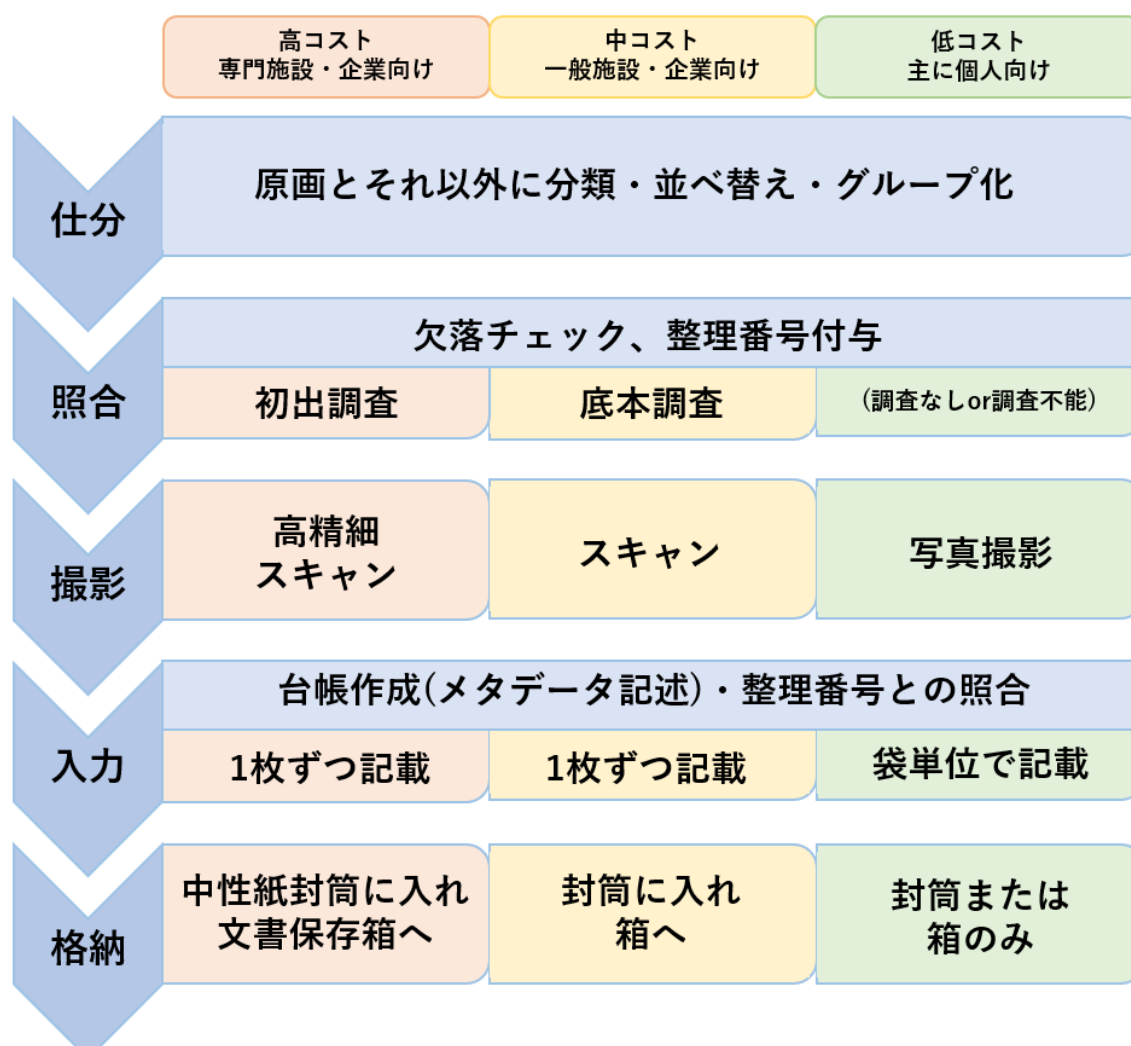 高コスト
専門施設・企業向け
中コスト
一般施設・企業向け
低コスト
主に個人向け
仕分
原画とそれ以外に分類・並べ替え・グループ化
照合
欠落チェック、整理番号付与
初出調査
底本調査
（調査なしor調査不能）
撮影
高精細
スキャン
スキャン
写真撮影
入力
台帳作成(メタデータ記述)・整理番号との照合
1枚ずつ記載
1枚ずつ記載
袋単位で記載
格納
中性紙封筒に入れ
文書保存箱へ
封筒に入れ
箱へ
封筒または
箱のみ